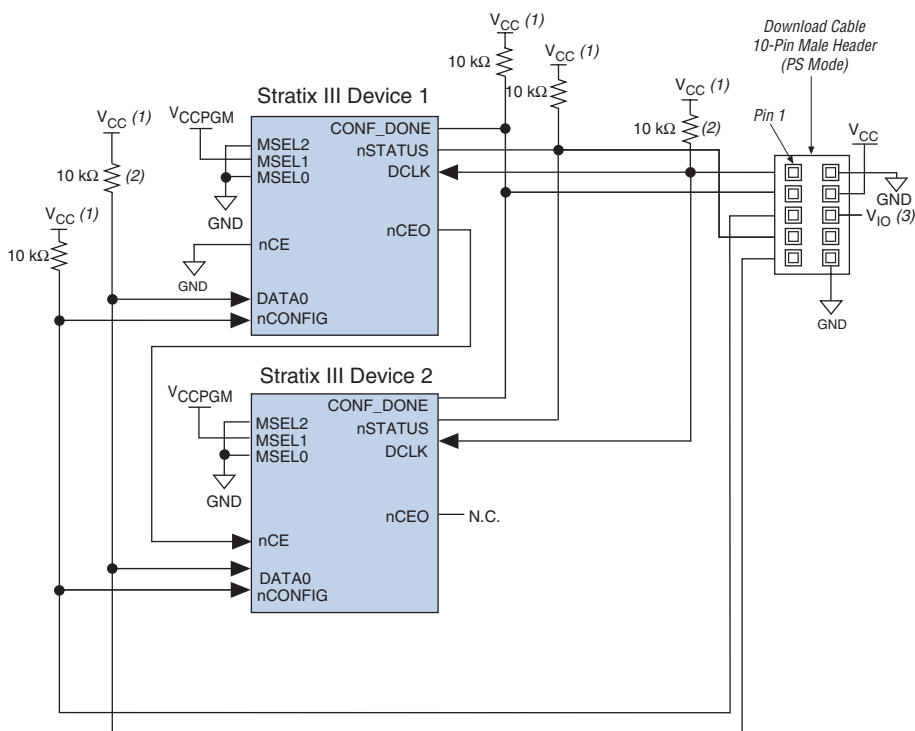 VCC (1)
10 kΩ
VCC (1)
10 kΩ
VCC (1)
10 kΩ (2)
Download Cable
10-Pin Male Header
(PS Mode)
Pin 1
VCC
GND
VIO (3)
GND
VCC (1)
10 kΩ (2)
VCC (1)
10 kΩ
Stratix III Device 1
VCCPGM
MSEL2
MSEL1
MSEL0
GND
nCE
GND
DATA0
nCONFIG
CONF_DONE
nSTATUS
DCLK
nCEO
Stratix III Device 2
VCCPGM
MSEL2
MSEL1
MSEL0
GND
nCE
DATA0
nCONFIG
CONF_DONE
nSTATUS
DCLK
nCEO
N.C.